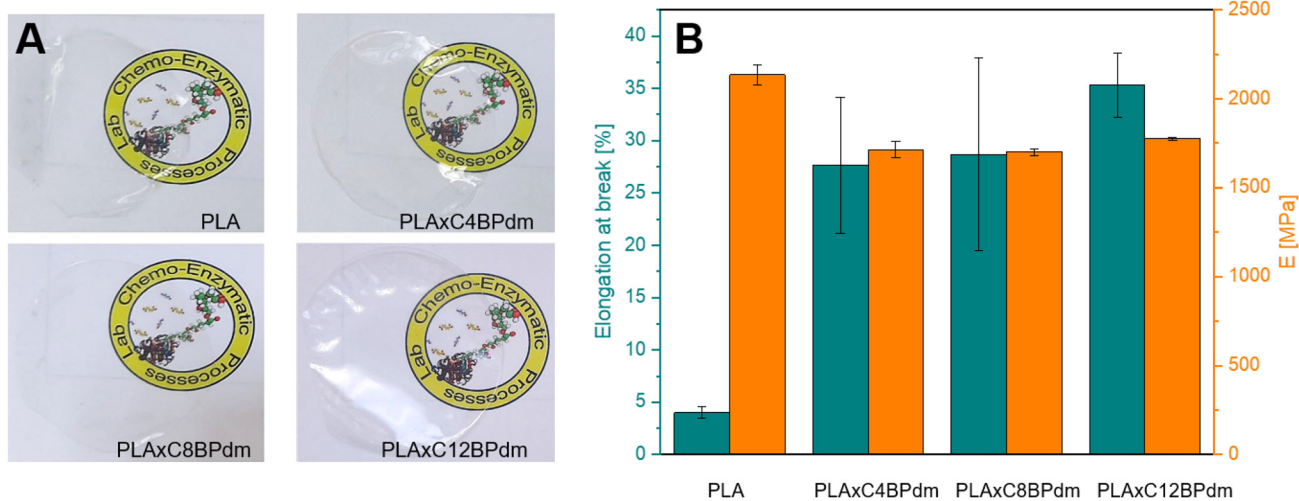 A
Chemo-Enzymatic
Processes
Lab
PLA
Chemo-Enzymatic
Processes
Lab
PLAxC4BPdm
Chemo-Enzymatic
Processes
Lab
PLAxC8BPdm
Chemo-Enzymatic
Processes
Lab
PLAxC12BPdm
B
Elongation at break [%]
40
35
30
25
20
15
10
5
0
2500
2000
1500
1000
500
0
E [MPa]
PLA
PLAxC4BPdm
PLAxC8BPdm
PLAxC12BPdm